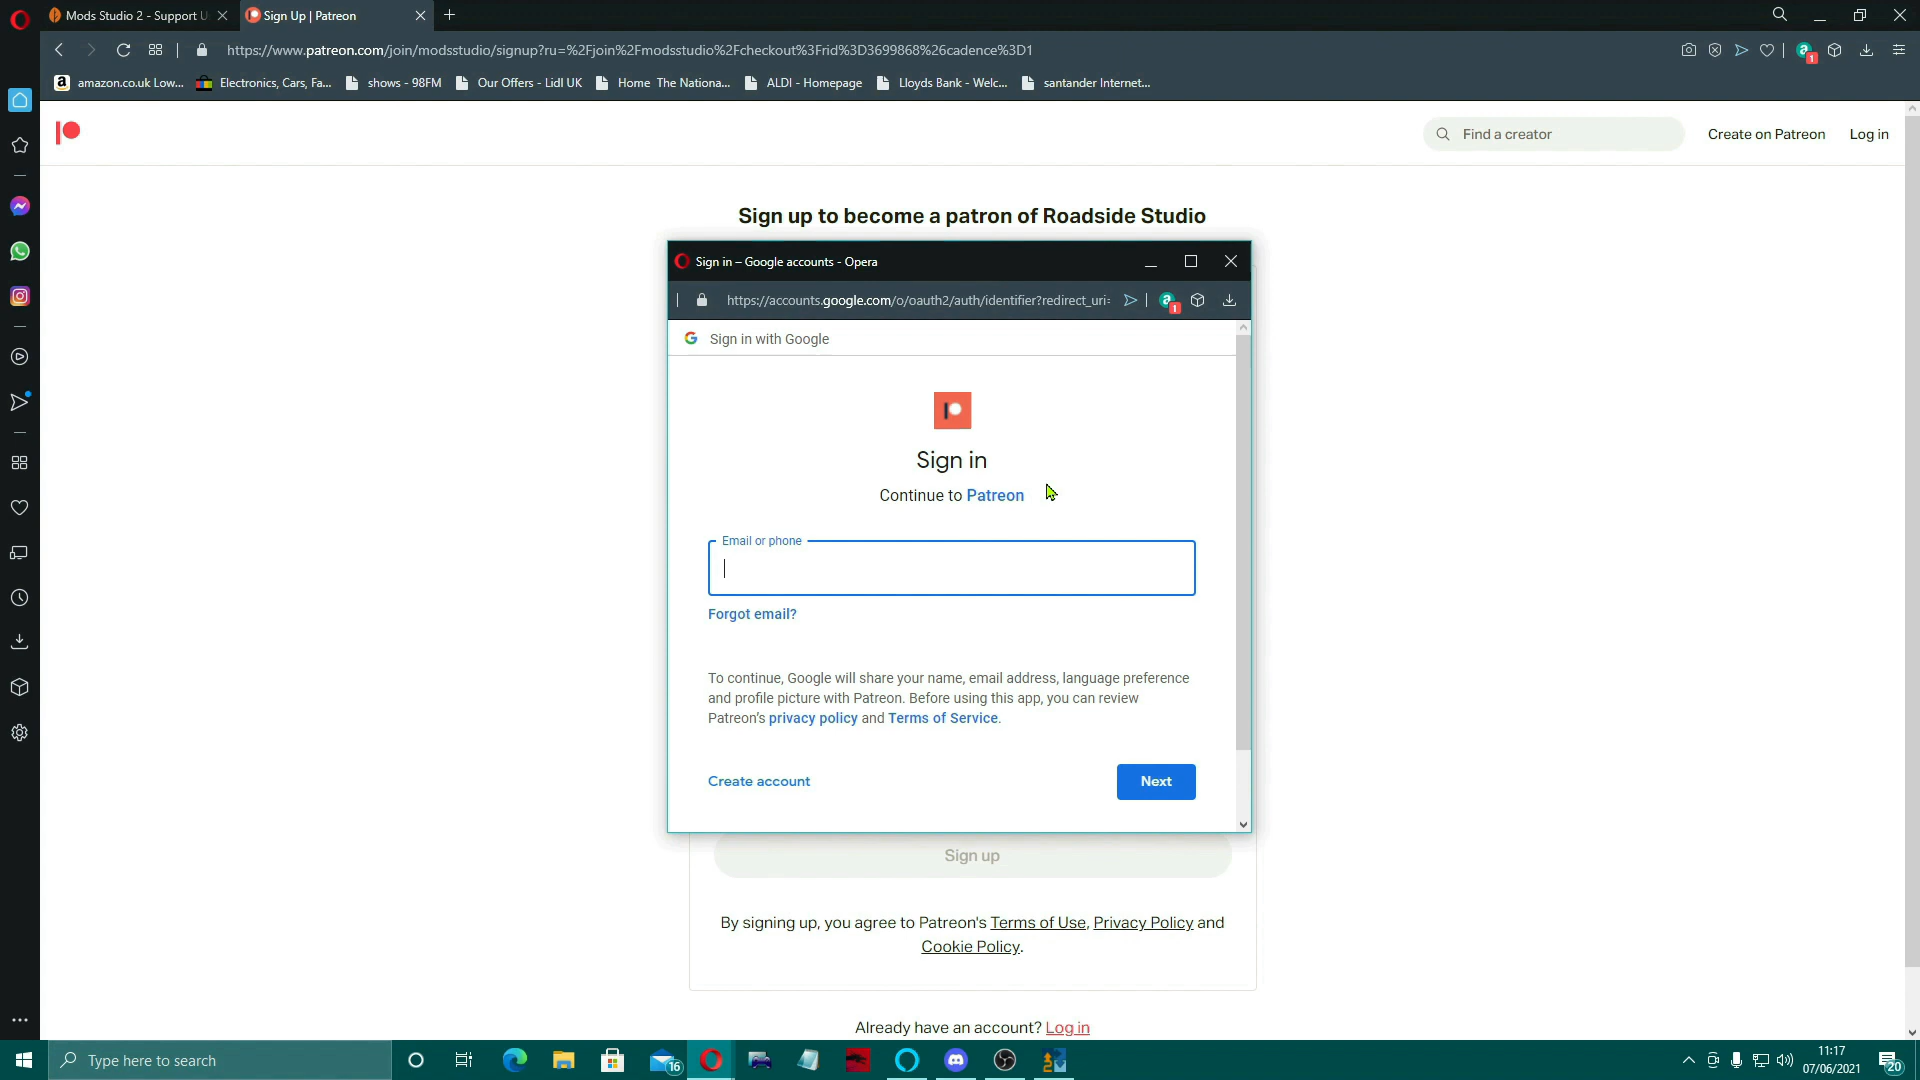 Mods Studio 2 - Support U
Sign Up | Patreon
https://www.patreon.com/join/modsstudio/signup?ru=%2Fjoin%2Fmodsstudio%2Fcheckout%3Frid%3D3699868%26cadence%3D1
1
amazon.co.uk Low...
Electronics, Cars, Fa...
shows - 98FM
Our Offers - Lidl UK
Home The Nationa...
ALDI - Homepage
Lloyds Bank - Welc...
santander Internet...
Find a creator
Create on Patreon
Log in
Sign up to become a patron of Roadside Studio
Sign in – Google accounts - Opera
https://accounts.google.com/o/oauth2/auth/identifier?redirect_uri=
1
Sign in with Google
Sign in
Continue to Patreon
Email or phone
Forgot email?
To continue, Google will share your name, email address, language preference
and profile picture with Patreon. Before using this app, you can review
Patreon's privacy policy and Terms of Service.
Create account
Next
Sign up
By signing up, you agree to Patreon's Terms of Use, Privacy Policy and
Cookie Policy.
Already have an account? Log in
Type here to search
16
11:17
07/06/2021
20